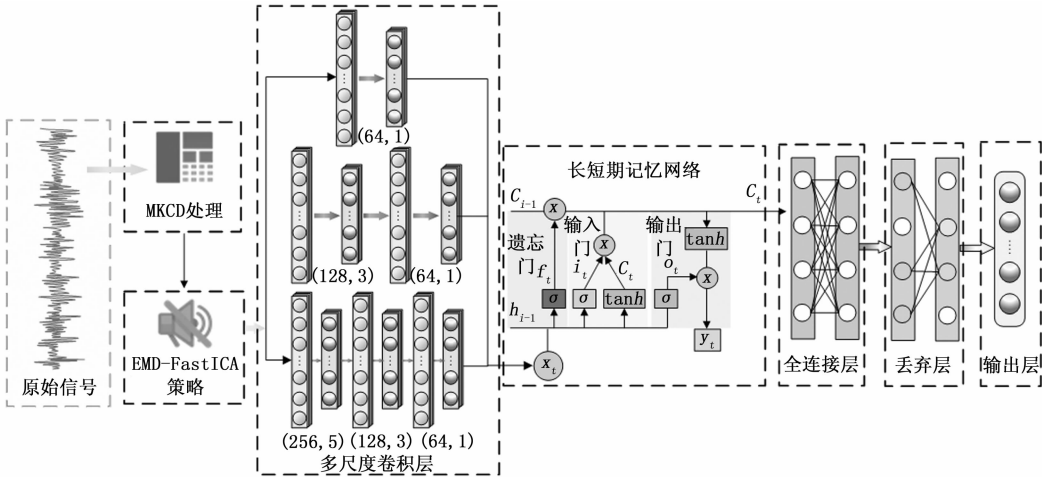 原始信号
MKCD处理
EMD-FastICA
策略
(64,1)
(128,3)
(64,1)
(256,5)
(128,3)
(64,1)
多尺度卷积层
长短期记忆网络
C_{i-1}
x
遗忘
门
f_t
σ
h_{i-1}
输入
门
x
i_t
C_t
σ
tanh
输出
门
o_t
σ
tanh
x
y_t
x_t
C_t
全连接层
丢弃层
输出层